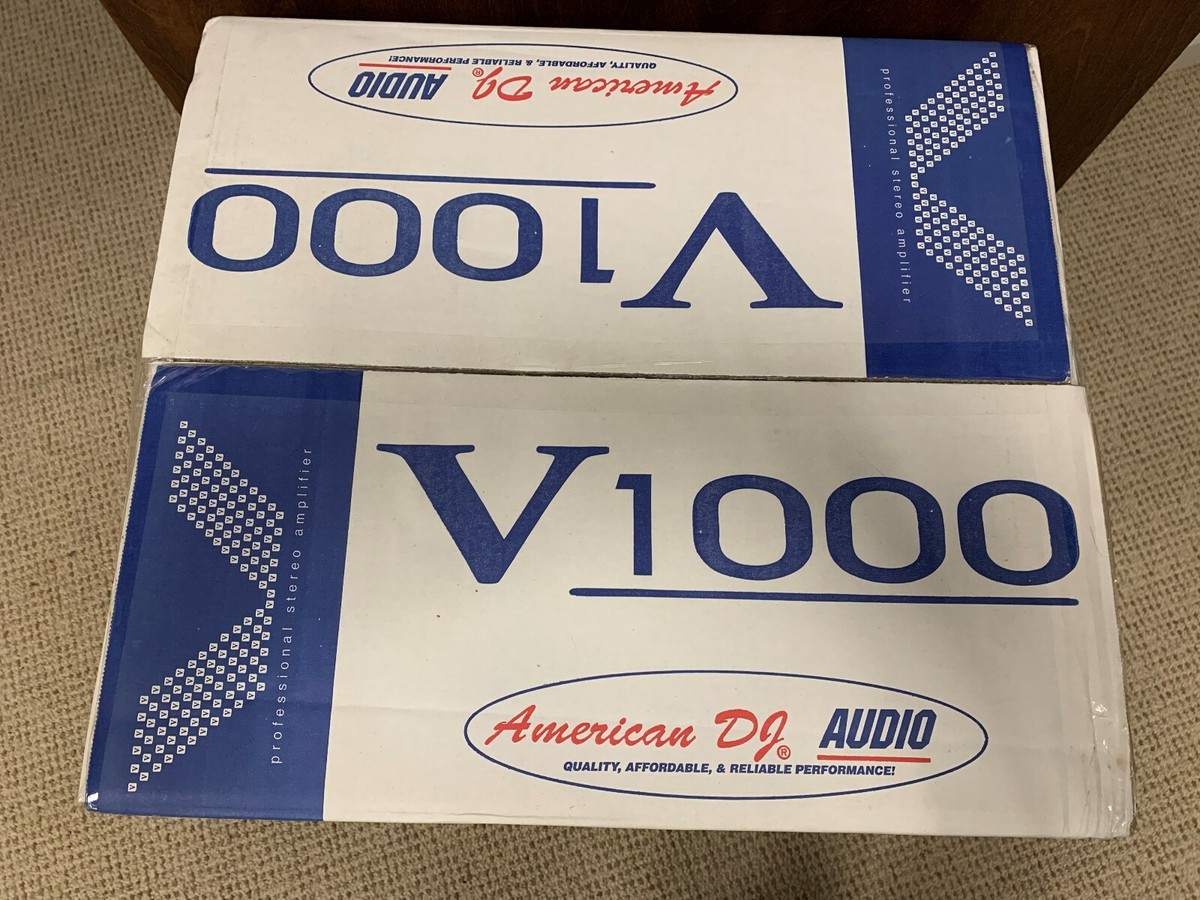 American DJ® AUDIO
QUALITY, AFFORDABLE, & RELIABLE PERFORMANCE!
V1000
professional stereo amplifier
V1000
professional stereo amplifier
American DJ® AUDIO
QUALITY, AFFORDABLE, & RELIABLE PERFORMANCE!